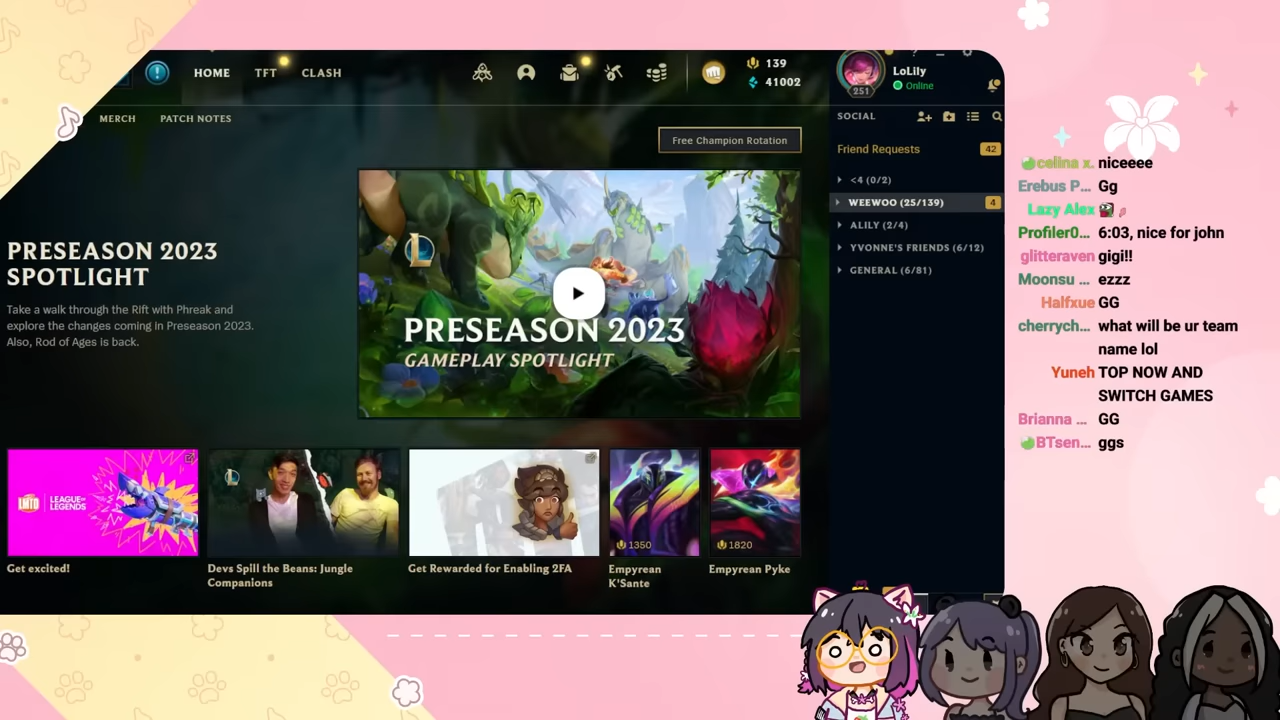 HOME TFT CLASH
139
41002
LoLily
Online
251
MERCH PATCH NOTES
Free Champion Rotation
SOCIAL
Friend Requests 42
<4 (0/2)
WEEWOO (25/139) 4
ALILY (2/4)
YVONNE'S FRIENDS (6/12)
GENERAL (6/81)
PRESEASON 2023
SPOTLIGHT
Take a walk through the Rift with Phreak and
explore the changes coming in Preseason 2023.
Also, Rod of Ages is back.
PRESEASON 2023
GAMEPLAY SPOTLIGHT
LMTD LEAGUE OF
LEGENDS
1350
1820
Get excited!
Devs Spill the Beans: Jungle
Companions
Get Rewarded for Enabling 2FA
Empyrean
K'Sante
Empyrean Pyke
celina x. niceeee
Erebus P... Gg
Lazy Alex
Profiler0... 6:03, nice for john
glitteraven gigi!!
Moonsu ... ezzz
Halfxue GG
cherrych... what will be ur team
name lol
Yuneh TOP NOW AND
SWITCH GAMES
Brianna ... GG
BTsen... ggs